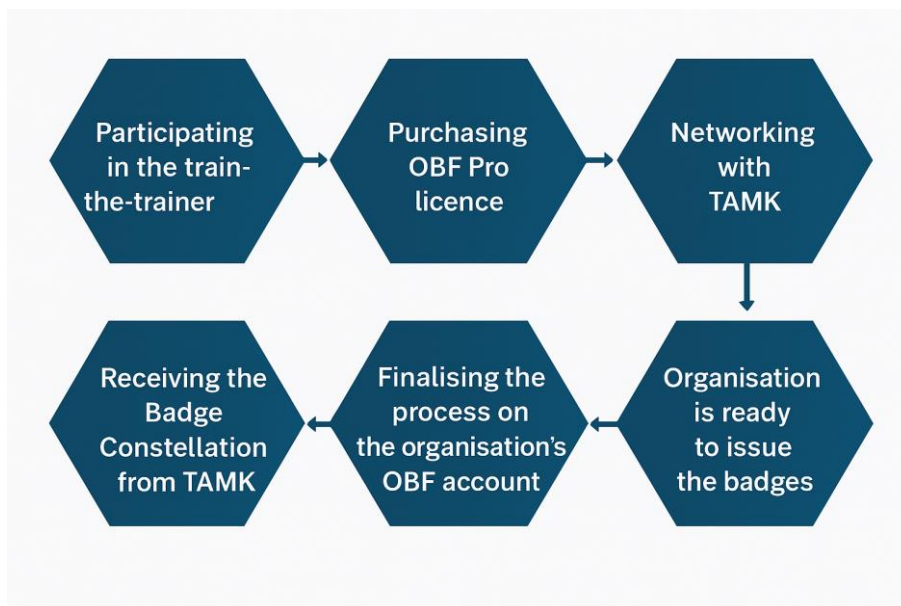 Participating
in the train-
the-trainer
Purchasing
OBF Pro
licence
Networking
with
TAMK
Organisation
is ready
to issue
the badges
Finalising the
process on
the organisation's
OBF account
Receiving the
Badge
Constellation
from TAMK